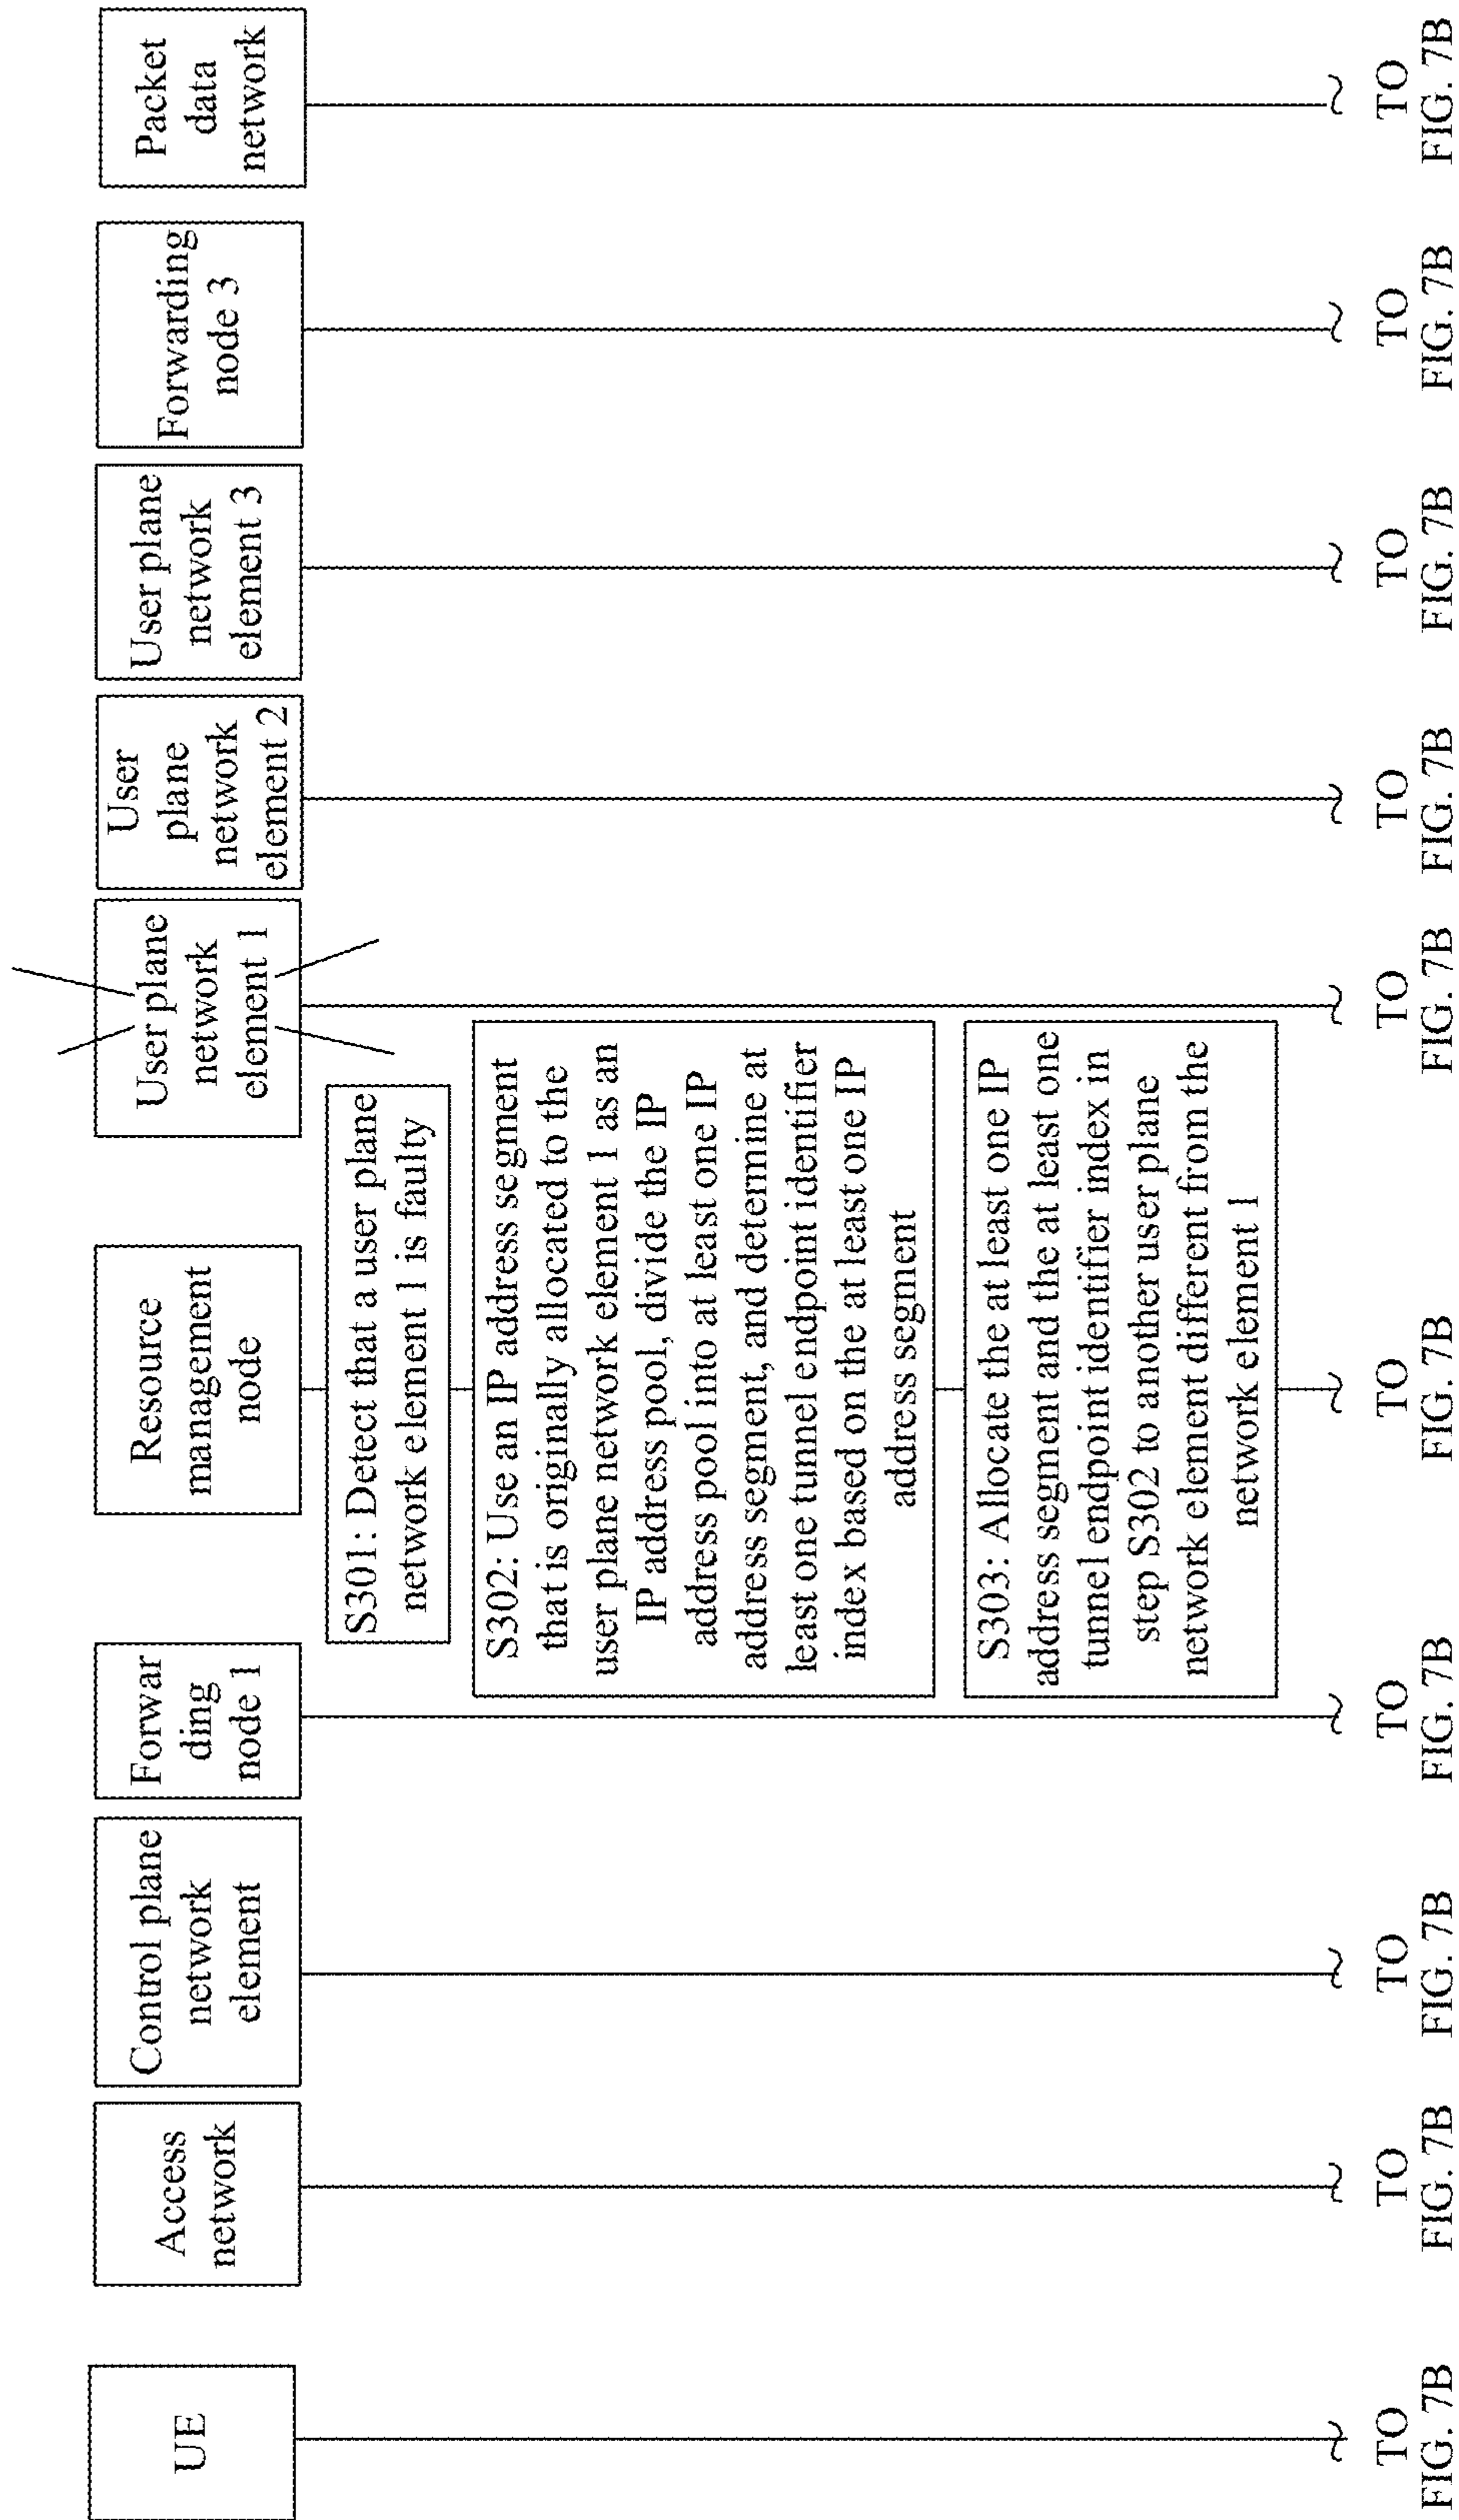 UE
Access
network
Control plane
network
element
Forwar
ding
node 1
Resource
management
node
User plane
network
element 1
User
plane
network
element 2
User plane
network
element 3
Forwarding
node 3
Packet
data
network
S301: Detect that a user plane
network element 1 is faulty
S302: Use an IP address segment
that is originally allocated to the
user plane network element 1 as an
IP address pool, divide the IP
address pool into at least one IP
address segment, and determine at
least one tunnel endpoint identifier
index based on the at least one IP
address segment
S303: Allocate the at least one IP
address segment and the at least one
tunnel endpoint identifier index in
step S302 to another user plane
network element different from the
network element 1
TO
FIG. 7B
TO
FIG. 7B
TO
FIG. 7B
TO
FIG. 7B
TO
FIG. 7B
TO
FIG. 7B
TO
FIG. 7B
TO
FIG. 7B
TO
FIG. 7B
TO
FIG. 7B